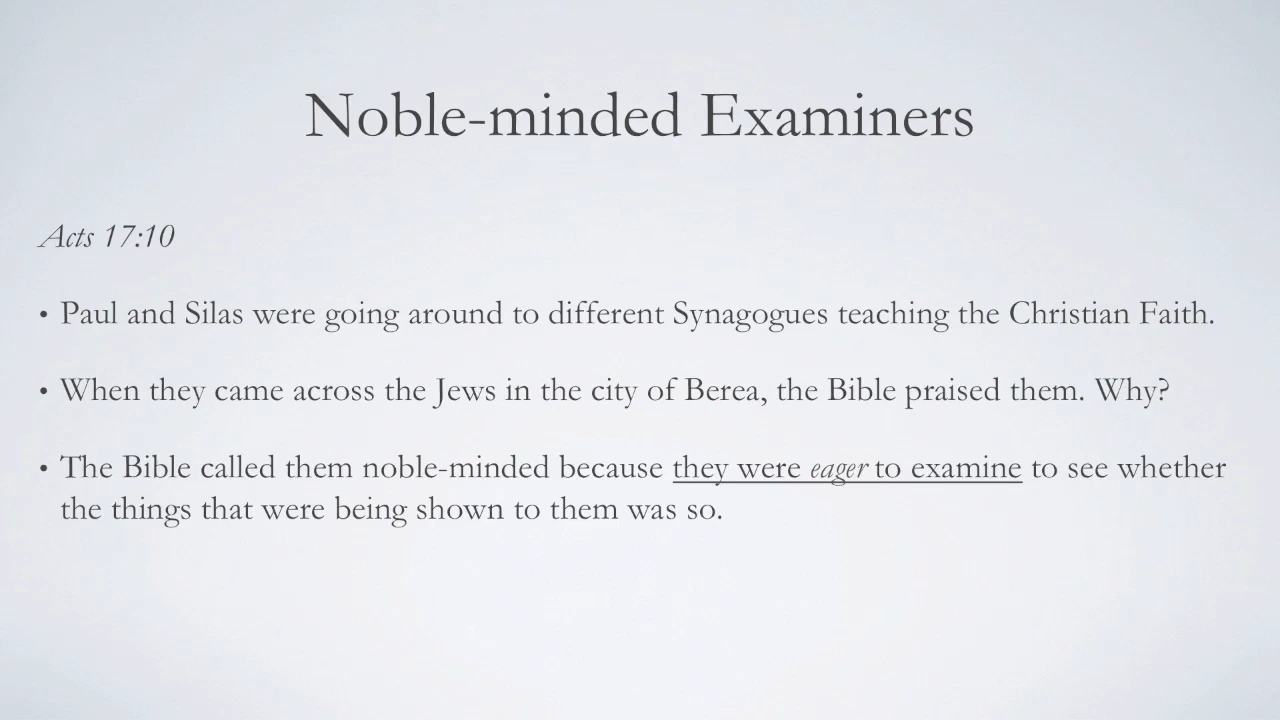 Noble-minded Examiners
Acts 17:10
• Paul and Silas were going around to different Synagogues teaching the Christian Faith.
• When they came across the Jews in the city of Berea, the Bible praised them. Why?
• The Bible called them noble-minded because they were eager to examine to see whether
the things that were being shown to them was so.